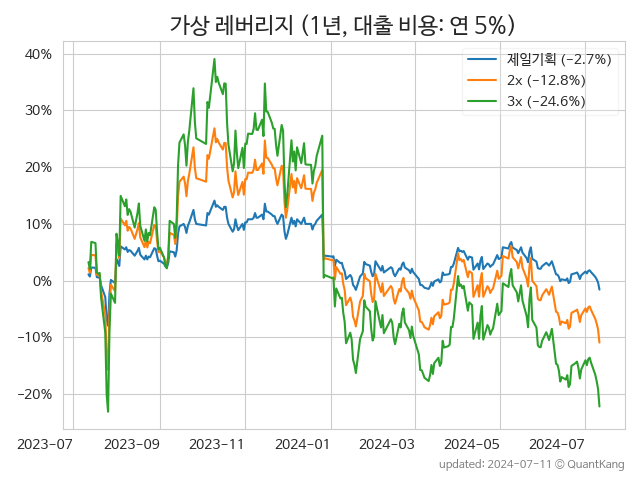 가상 레버리지 (1년, 대출 비용: 연 5%)
제일기획 (−2.7%)
2x (−12.8%)
3x (−24.6%)
40%
30%
20%
10%
0%
−10%
−20%
2023-07
2023-09
2023-11
2024-01
2024-03
2024-05
2024-07
updated: 2024-07-11 © QuantKang